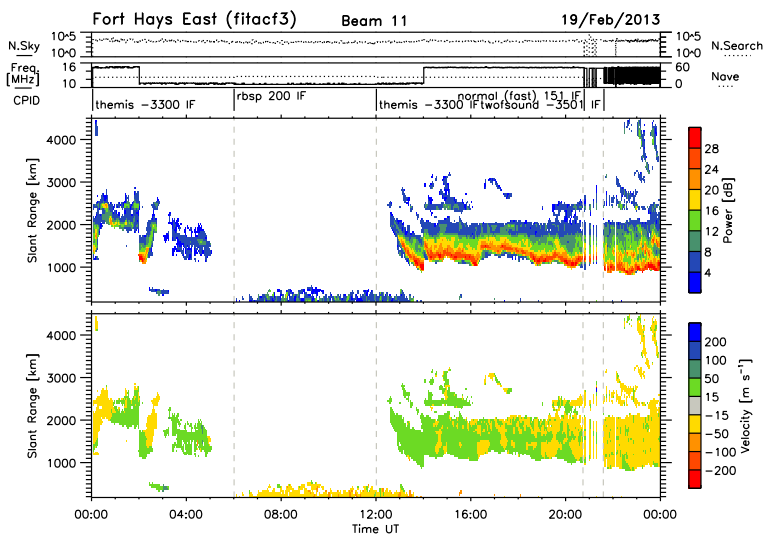 Fort Hays East (fitacf3)
Beam 11
19/Feb/2013
N.Sky
10^5
10^0
10^5
10^0
N.Search
Freq.
[MHz]
16
10
60
0
Nave
CPID
themis -3300 IF
rbsp 200 IF
themis -3300 IF
normal (fast) 151 IF
twofsound -3501 IF
Slant Range [km]
4000
3000
2000
1000
28
24
20
16
12
8
4
Power [dB]
Slant Range [km]
4000
3000
2000
1000
200
100
50
15
-15
-50
-100
-200
Velocity [m s⁻¹]
00:00
04:00
08:00
12:00
16:00
20:00
00:00
Time UT